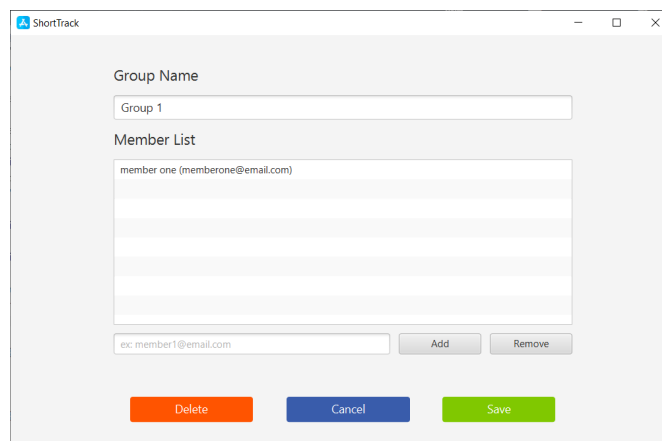 ShortTrack
Group Name
Group 1
Member List
member one (memberone@email.com)
ex: member1@email.com
Add
Remove
Delete
Cancel
Save